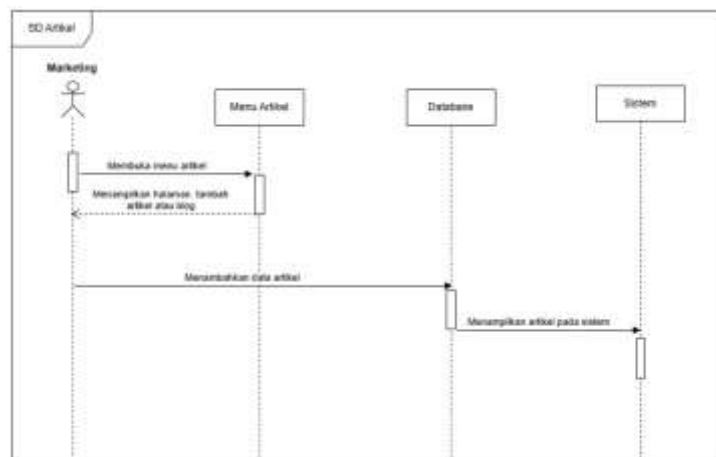 SD Artikel
Marketing
Menu Artikel
Database
Sistem
Membuka menu artikel
Menampilkan halaman, tambah
artikel atau blog
Menambahkan data artikel
Menampilkan artikel pada sistem